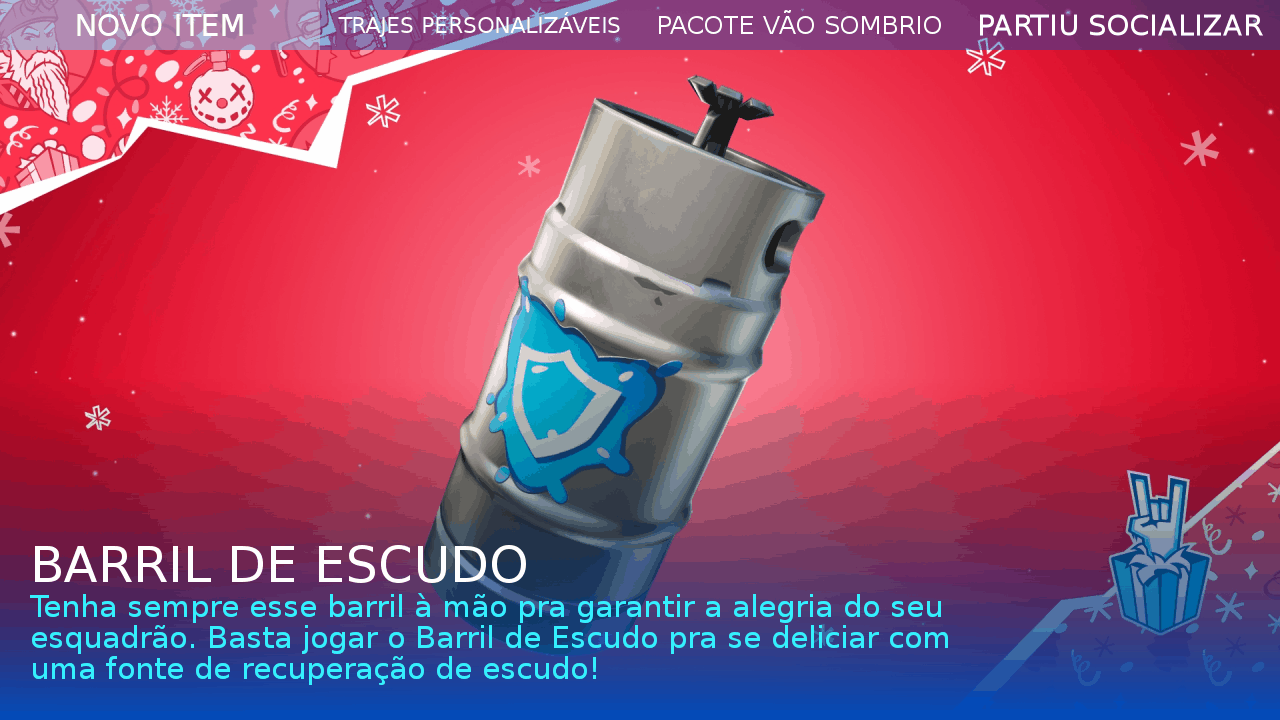 NOVO ITEM
TRAJES PERSONALIZÁVEIS
PACOTE VÃO SOMBRIO
PARTIU SOCIALIZAR
BARRIL DE ESCUDO
Tenha sempre esse barril à mão pra garantir a alegria do seu
esquadrão. Basta jogar o Barril de Escudo pra se deliciar com
uma fonte de recuperação de escudo!